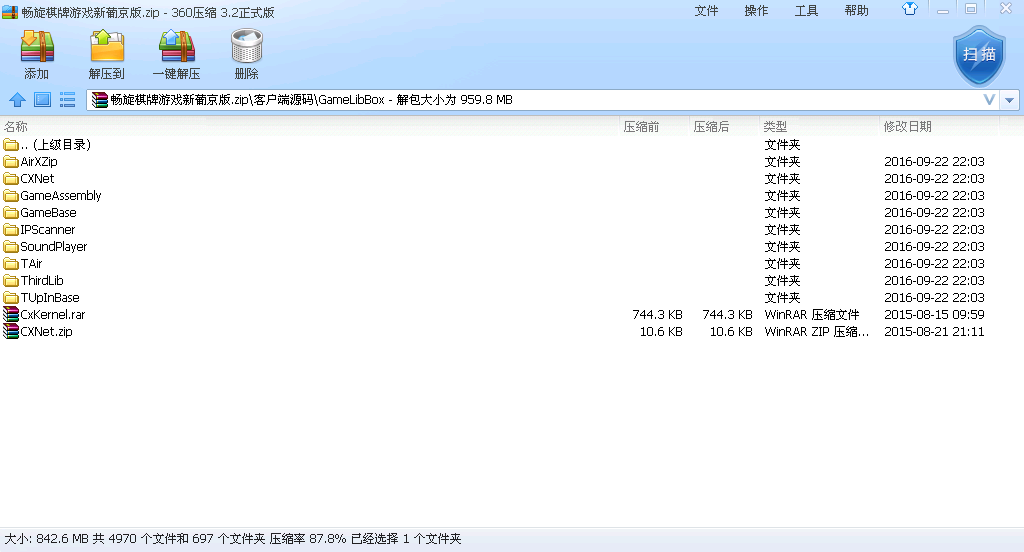 畅旋棋牌游戏新葡京版.zip - 360压缩 3.2正式版
文件 操作 工具 帮助
添加 解压到 一键解压 删除 扫描
畅旋棋牌游戏新葡京版.zip\客户端源码\GameLibBox - 解包大小为 959.8 MB
名称 压缩前 压缩后 类型 修改日期
.. (上级目录) 文件夹
AirXZip 文件夹 2016-09-22 22:03
CXNet 文件夹 2016-09-22 22:03
GameAssembly 文件夹 2016-09-22 22:03
GameBase 文件夹 2016-09-22 22:03
IPScanner 文件夹 2016-09-22 22:03
SoundPlayer 文件夹 2016-09-22 22:03
TAir 文件夹 2016-09-22 22:03
ThirdLib 文件夹 2016-09-22 22:03
TUpInBase 文件夹 2016-09-22 22:03
CxKernel.rar 744.3 KB 744.3 KB WinRAR 压缩文件 2015-08-15 09:59
CXNet.zip 10.6 KB 10.6 KB WinRAR ZIP 压缩... 2015-08-21 21:11
大小: 842.6 MB 共 4970 个文件和 697 个文件夹 压缩率 87.8% 已经选择 1 个文件夹